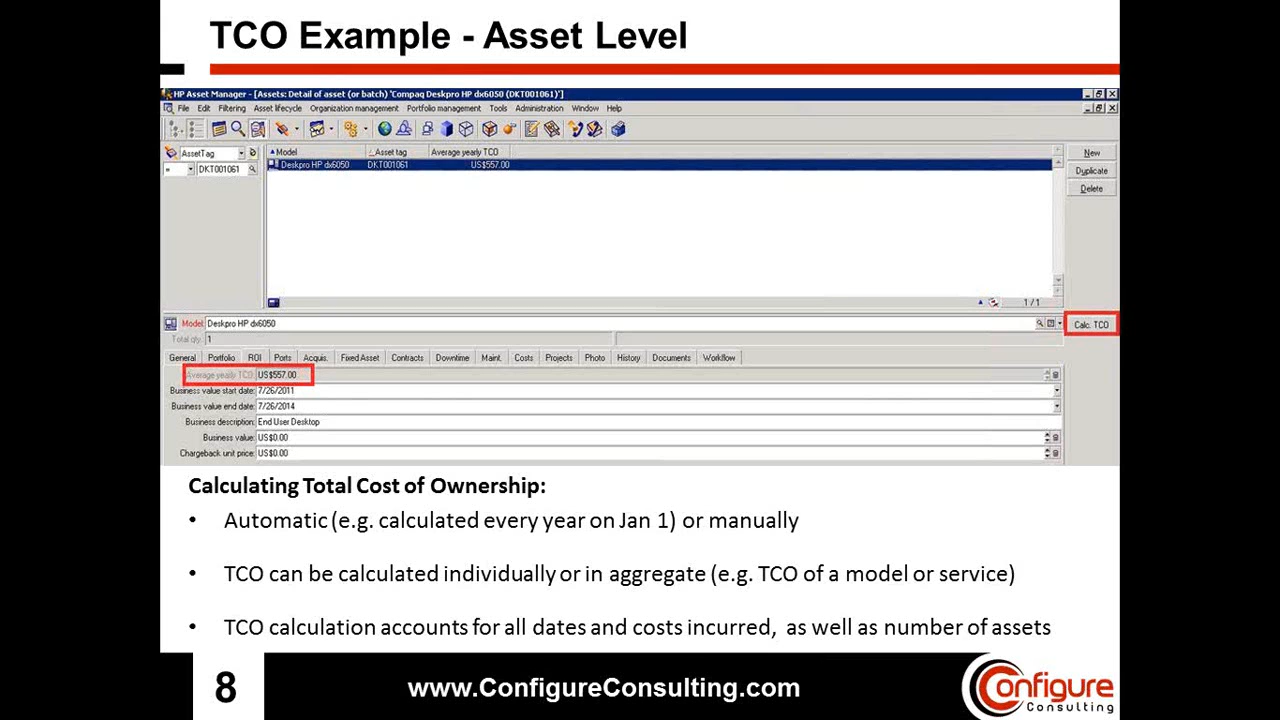 TCO Example - Asset Level
HP Asset Manager - [Assets: Detail of asset (or batch) 'Compaq Deskpro HP dx6050 (DKT001061)']
File Edit Filtering Asset lifecycle Organization management Portfolio management Tools Administration Window Help
AssetTag
= DKT001061
Model Asset tag Average yearly TCO
Deskpro HP dx6050 DKT001061 US$557.00
New
Duplicate
Delete
1 / 1
Model: Deskpro HP dx6050
Calc. TCO
Total qty: 1
General Portfolio ROI Ports Acquis. Fixed Asset Contracts Downtime Maint. Costs Projects Photo History Documents Workflow
Average yearly TCO: US$557.00
Business value start date: 7/26/2011
Business value end date: 7/26/2014
Business description: End User Desktop
Business value: US$0.00
Chargeback unit price: US$0.00
Calculating Total Cost of Ownership:
• Automatic (e.g. calculated every year on Jan 1) or manually
• TCO can be calculated individually or in aggregate (e.g. TCO of a model or service)
• TCO calculation accounts for all dates and costs incurred, as well as number of assets
8
www.ConfigureConsulting.com
Configure
Consulting